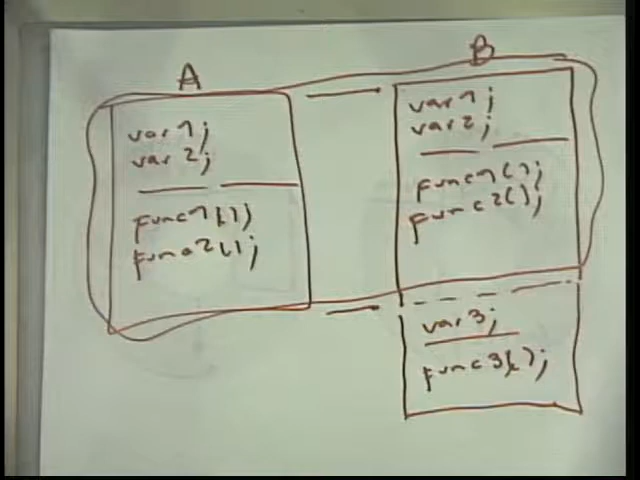 A
var1;
var2;
func1();
func2();
B
var1;
var2;
func1();
func2();
var3;
func3();